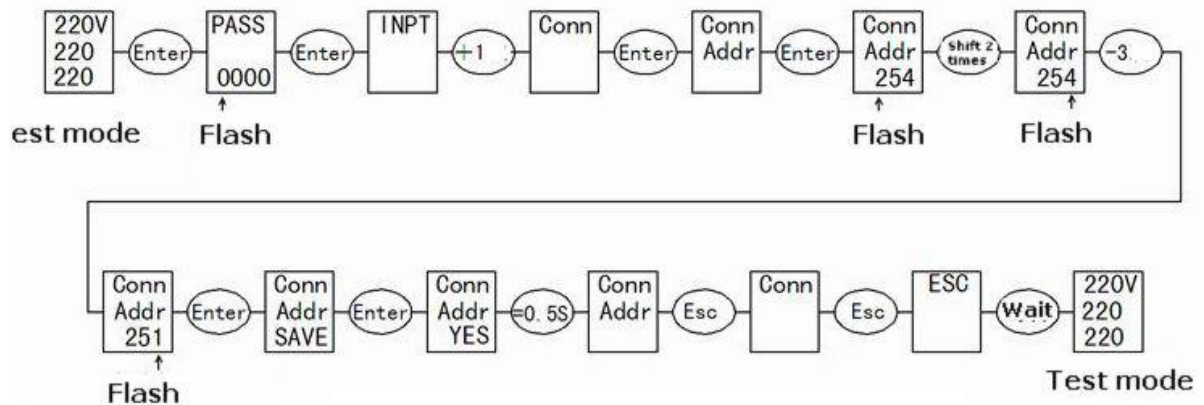 220V
220
220
Enter
PASS
0000
Enter
INPT
+1
Conn
Enter
Conn
Addr
Enter
Conn
Addr
254
Shift 2
times
Conn
Addr
254
-3
est mode
Flash
Flash
Flash
Conn
Addr
251
Enter
Conn
Addr
SAVE
Enter
Conn
Addr
YES
=0.5S
Conn
Addr
Esc
Conn
Esc
ESC
Wait
220V
220
220
Flash
Test mode